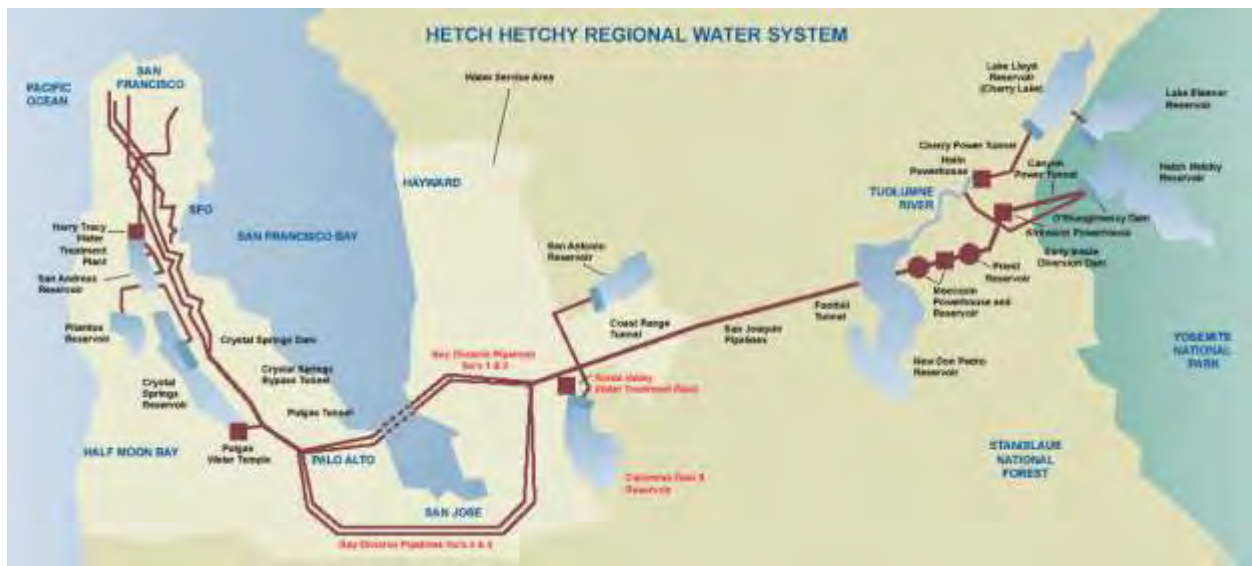 HETCH HETCHY REGIONAL WATER SYSTEM
SAN
FRANCISCO
PACIFIC
OCEAN
Water Service Area
Lake Lloyd
Reservoir
(Cherry Lake)
Lake Eleanor
Reservoir
Cherry Power Tunnel
Holm
Powerhouse
Canyon
Power Tunnel
Hetch Hetchy
Reservoir
HAYWARD
TUOLUMNE
RIVER
SFO
O'Shaughnessy Dam
Kirkwood Powerhouse
Harry Tracy
Water
Treatment
Plant
SAN FRANCISCO BAY
San Antonio
Reservoir
Early Intake
Diversion Dam
Priest
Reservoir
San Andreas
Reservoir
Moccasin
Powerhouse and
Reservoir
Foothill
Tunnel
Pilarcitos
Reservoir
Coast Range
Tunnel
San Joaquin
Pipelines
Crystal Springs Dam
YOSEMITE
NATIONAL
PARK
Bay Division Pipelines
No's 1 & 2
New Don Pedro
Reservoir
Crystal Springs
Bypass Tunnel
Sunol Valley
Water Treatment Plant
Crystal
Springs
Reservoir
Pulgas Tunnel
HALF MOON BAY
Pulgas
Water Temple
PALO ALTO
STANISLAUS
NATIONAL
FOREST
Calaveras Dam &
Reservoir
SAN JOSE
Bay Division Pipelines No's 3 & 4